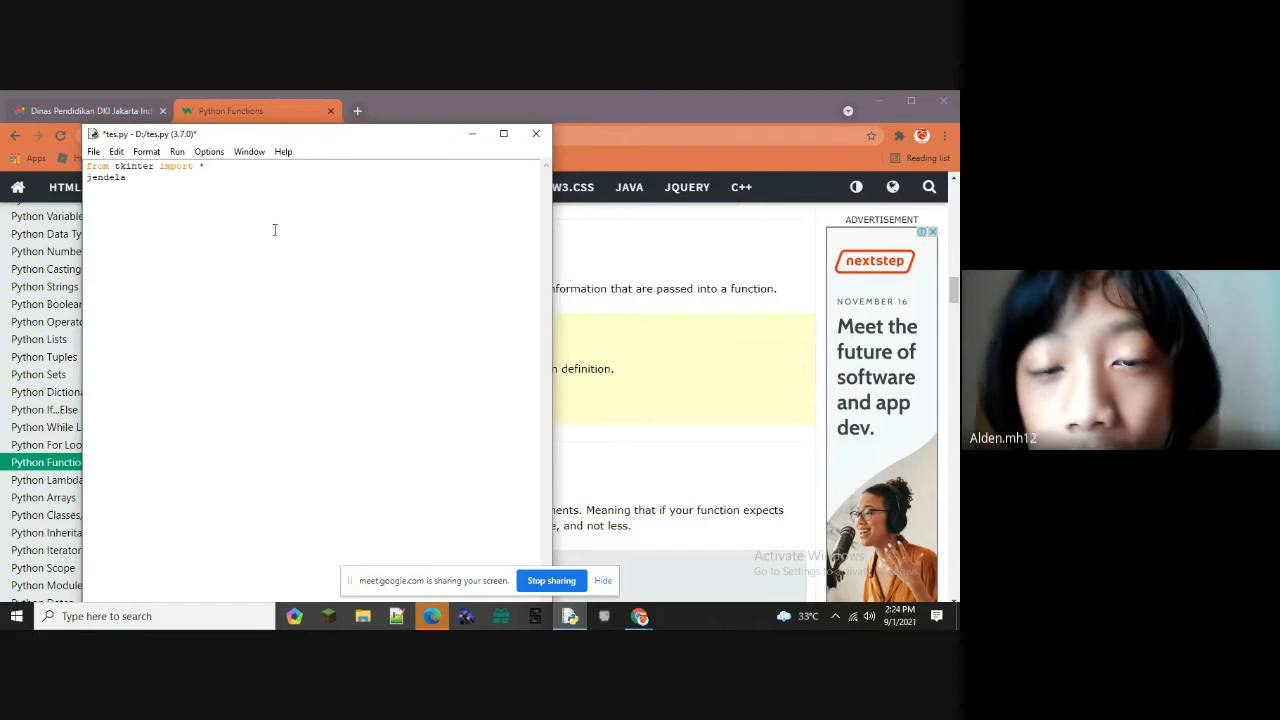 Dinas Pendidikan DKI Jakarta Ind
Python Functions
*tes.py - D:/tes.py (3.7.0)*
File Edit Format Run Options Window Help
from tkinter import *
jendela
Apps
Reading list
HTML
W3.CSS
JAVA
JQUERY
C++
Python Variable
Python Data Ty
Python Number
Python Casting
Python Strings
Python Boolean
Python Operato
Python Lists
Python Tuples
Python Sets
Python Dictiona
Python If...Else
Python While L
Python For Loo
Python Functio
Python Lambda
Python Arrays
Python Classes,
Python Inherita
Python Iterator
Python Scope
Python Module
nformation that are passed into a function.
n definition.
ments. Meaning that if your function expects
e, and not less.
ADVERTISEMENT
nextstep
NOVEMBER 16
Meet the
future of
software
and app
dev.
Activate Windows
Go to Settings to activate Windows.
meet.google.com is sharing your screen.
Stop sharing
Hide
Type here to search
33°C
2:24 PM
9/1/2021
Alden.mh12